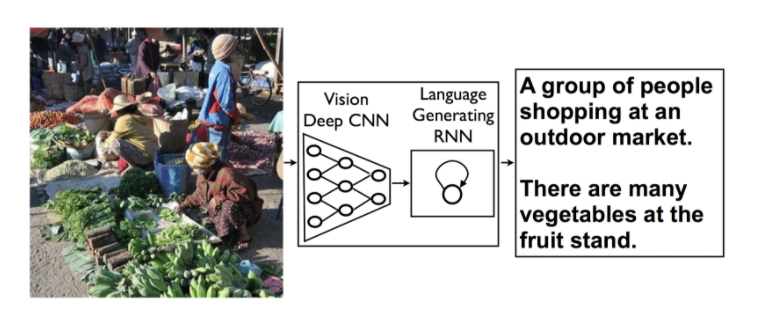 Vision
Deep CNN
Language
Generating
RNN
A group of people
shopping at an
outdoor market.
There are many
vegetables at the
fruit stand.